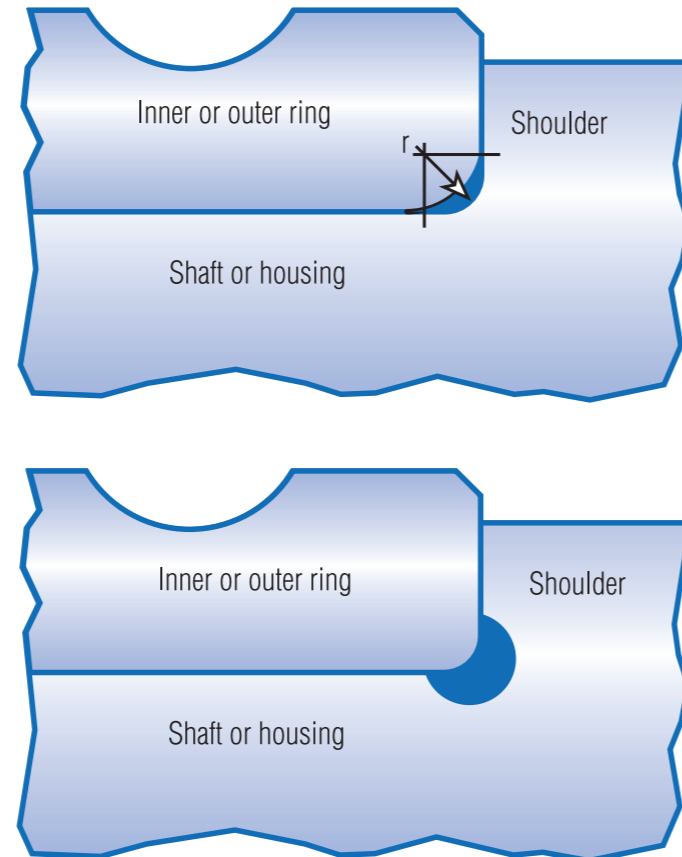 Inner or outer ring
Shoulder
r
Shaft or housing
Inner or outer ring
Shoulder
Shaft or housing